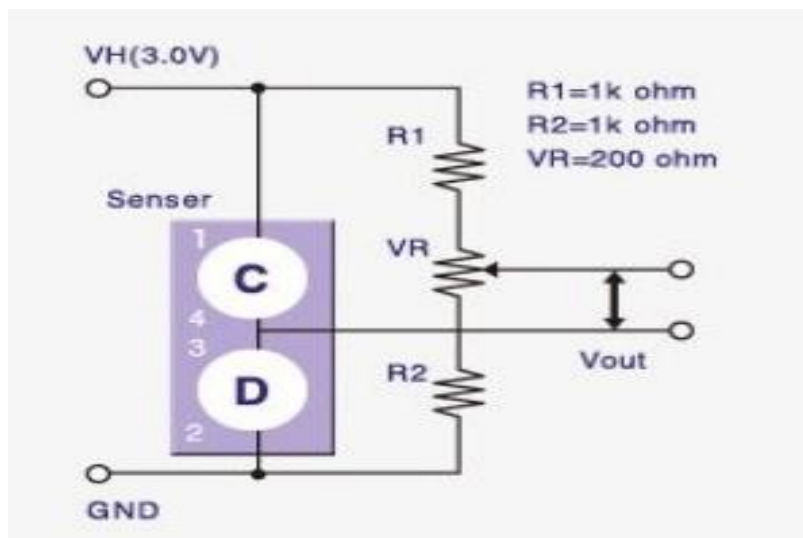 VH(3.0V)
R1=1k ohm
R2=1k ohm
VR=200 ohm
R1
Senser
1
C
VR
4
3
D
2
R2
Vout
GND